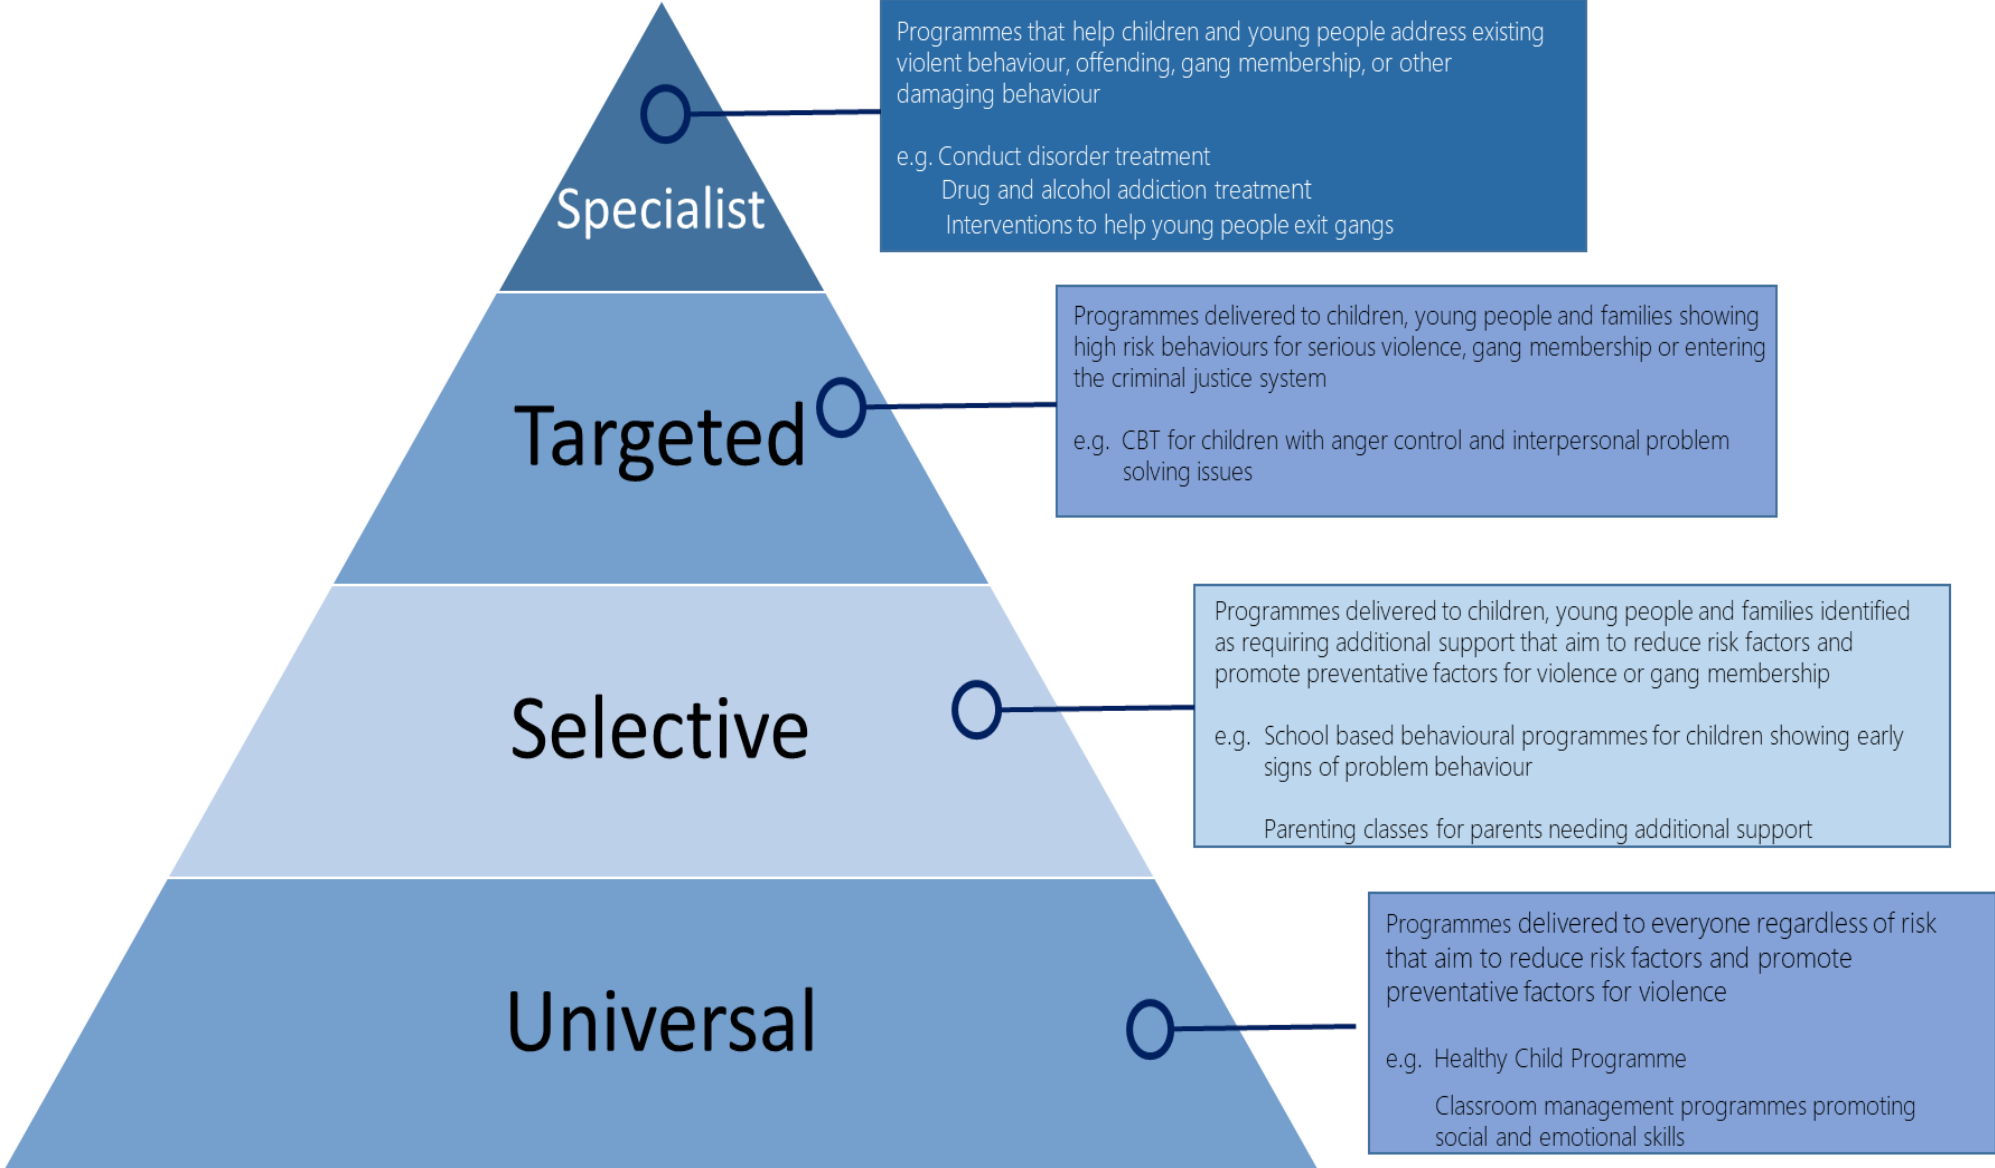 Programmes that help children and young people address existing
violent behaviour, offending, gang membership, or other
damaging behaviour
e.g. Conduct disorder treatment
Drug and alcohol addiction treatment
Interventions to help young people exit gangs
Specialist
Programmes delivered to children, young people and families showing
high risk behaviours for serious violence, gang membership or entering
the criminal justice system
e.g. CBT for children with anger control and interpersonal problem
solving issues
Targeted
Programmes delivered to children, young people and families identified
as requiring additional support that aim to reduce risk factors and
promote preventative factors for violence or gang membership
e.g. School based behavioural programmes for children showing early
signs of problem behaviour
Parenting classes for parents needing additional support
Selective
Programmes delivered to everyone regardless of risk
that aim to reduce risk factors and promote
preventative factors for violence
e.g. Healthy Child Programme
Classroom management programmes promoting
social and emotional skills
Universal